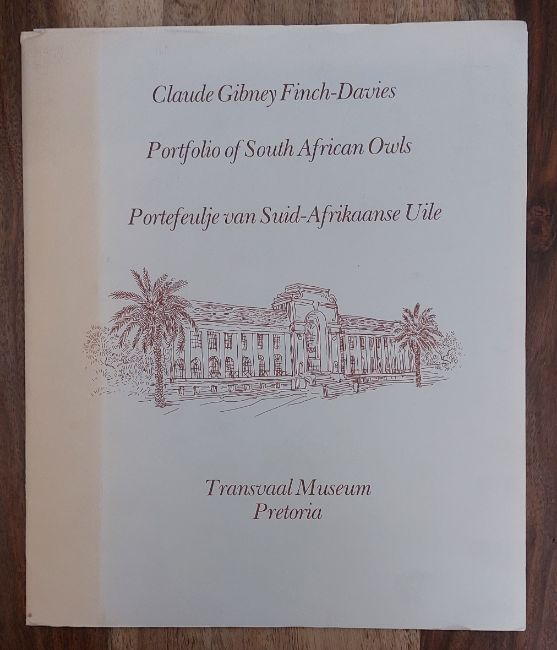 Claude Gibney Finch-Davies
Portfolio of South African Owls
Portefeulje van Suid-Afrikaanse Uile
Transvaal Museum
Pretoria